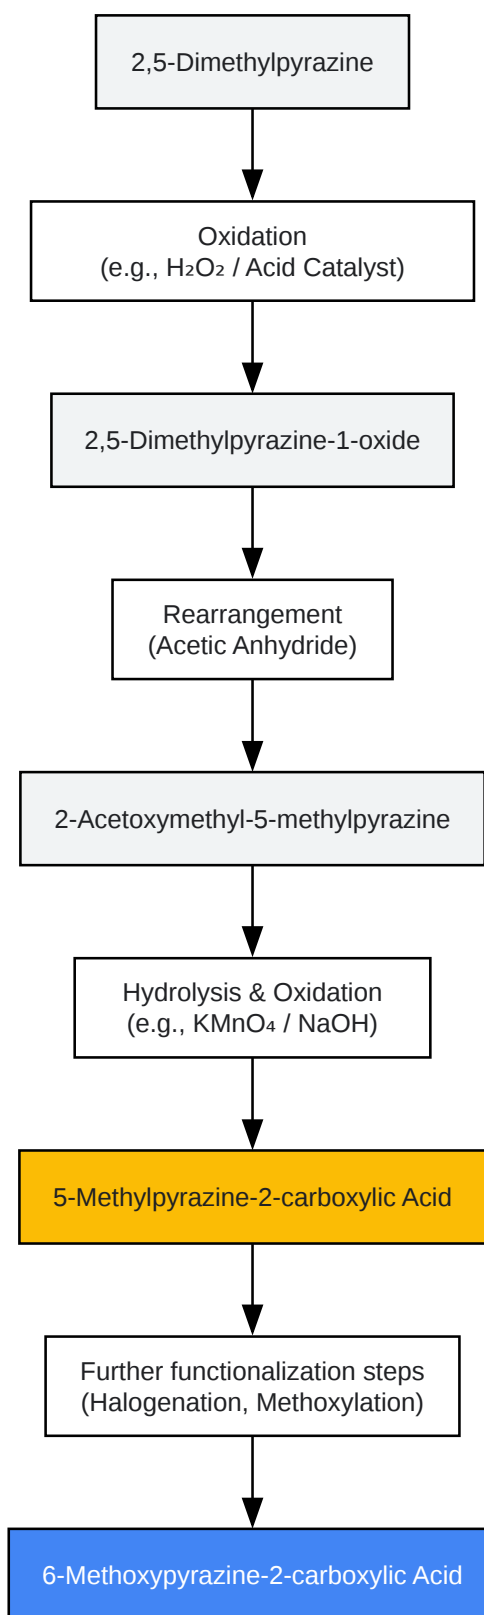 2,5-Dimethylpyrazine
Oxidation
(e.g., H₂O₂ / Acid Catalyst)
2,5-Dimethylpyrazine-1-oxide
Rearrangement
(Acetic Anhydride)
2-Acetoxymethyl-5-methylpyrazine
Hydrolysis & Oxidation
(e.g., KMnO₄ / NaOH)
5-Methylpyrazine-2-carboxylic Acid
Further functionalization steps
(Halogenation, Methoxylation)
6-Methoxypyrazine-2-carboxylic Acid